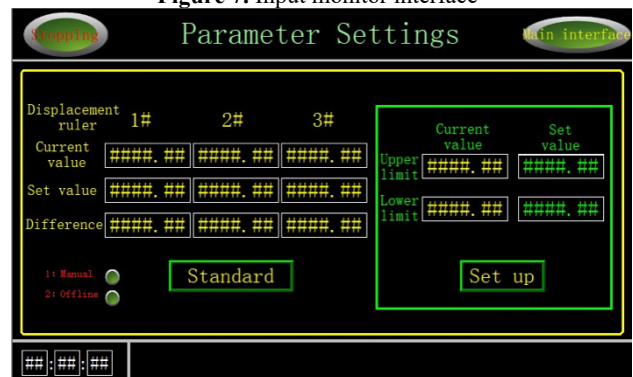 Figure 7. Input monitor interface
Stopping
Parameter Settings
Main interface
Displacement
ruler
1# 2# 3#
Current
value
####.## ####.## ####.##
Set value ####.## ####.## ####.##
Difference ####.## ####.## ####.##
1: Manual
2: Offline
Standard
Current
value
Set
value
Upper
limit
####.## ####.##
Lower
limit
####.## ####.##
Set up
##:##:##